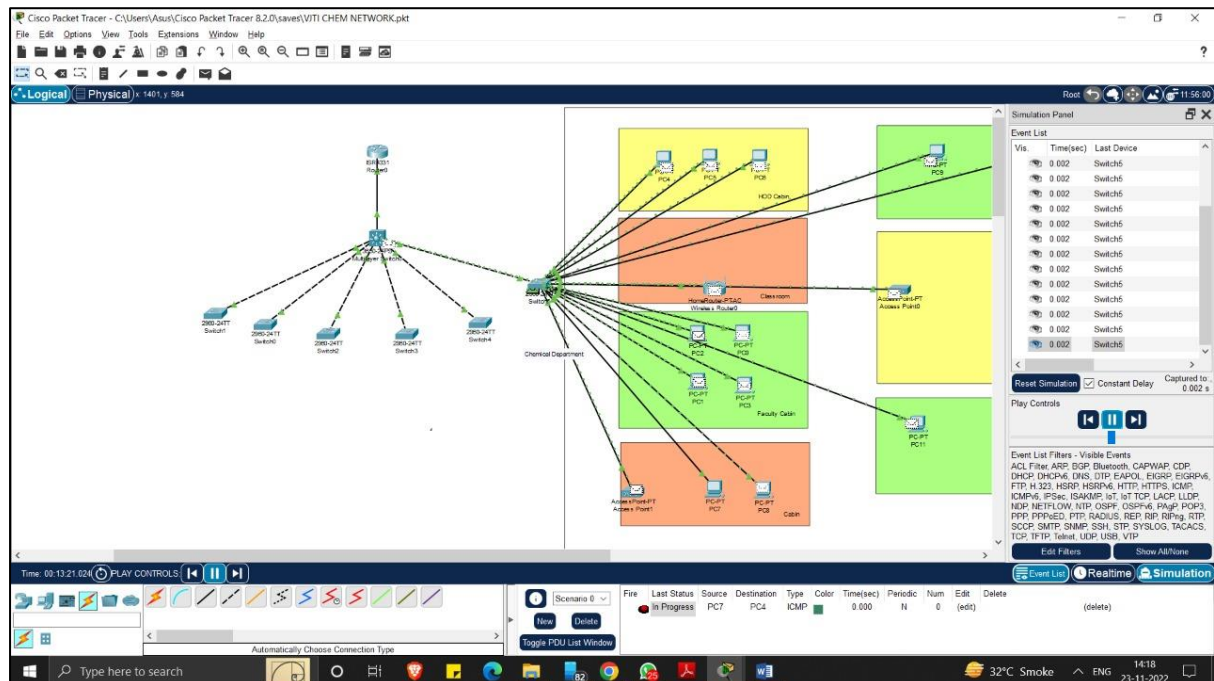 Cisco Packet Tracer - C:\Users\Asus\Cisco Packet Tracer 8.2.0\saves\VJTI CHEM NETWORK.pkt
File Edit Options View Tools Extensions Window Help
?
Logical Physical x: 1401, y: 584
Root 11:56:00
Simulation Panel
Event List
Vis. Time(sec) Last Device
0.002 Switch5
0.002 Switch5
0.002 Switch5
0.002 Switch5
0.002 Switch5
0.002 Switch5
0.002 Switch5
0.002 Switch5
0.002 Switch5
0.002 Switch5
0.002 Switch5
0.002 Switch5
0.002 Switch5
Reset Simulation Constant Delay Captured to:
0.002 s
Play Controls
Event List Filters - Visible Events
ACL Filter, ARP, BGP, Bluetooth, CAPWAP, CDP,
DHCP, DHCPv6, DNS, DTP, EAPOL, EIGRP, EIGRPv6,
FTP, H.323, HSRP, HSRPv6, HTTP, HTTPS, ICMP,
ICMPv6, IPSec, ISAKMP, IoT, IoT TCP, LACP, LLDP,
NDP, NETFLOW, NTP, OSPF, OSPFv6, PAgP, POP3,
PPP, PPPoED, PTP, RADIUS, REP, RIP, RIPng, RTP,
SCCP, SMTP, SNMP, SSH, STP, SYSLOG, TACACS,
TCP, TFTP, Telnet, UDP, USB, VTP
Edit Filters Show All/None
Router0
Multilayer Switch0
2960-24TT
Switch1
2960-24TT
Switch0
2960-24TT
Switch2
2960-24TT
Switch3
2960-24TT
Switch4
Chemical Department
PC4
PC5
PC6
HOD Cabin
PC9
HomeRouter-PT-AC
Wireless Router0
Classroom
AccessPoint-PT
Access Point0
PC-PT
PC2
PC-PT
PC-PT
PC1
PC-PT
PC3
Faculty Cabin
PC-PT
PC11
AccessPoint-PT
Access Point1
PC-PT
PC7
PC-PT
PC8
Cabin
Time: 00:13:21.024 PLAY CONTROLS:
Event List Realtime Simulation
Automatically Choose Connection Type
Scenario 0
New Delete
Toggle PDU List Window
Fire Last Status Source Destination Type Color Time(sec) Periodic Num Edit Delete
In Progress PC7 PC4 ICMP 0.000 N 0 (edit) (delete)
Type here to search
82
25
32°C Smoke ENG
14:18
23-11-2022